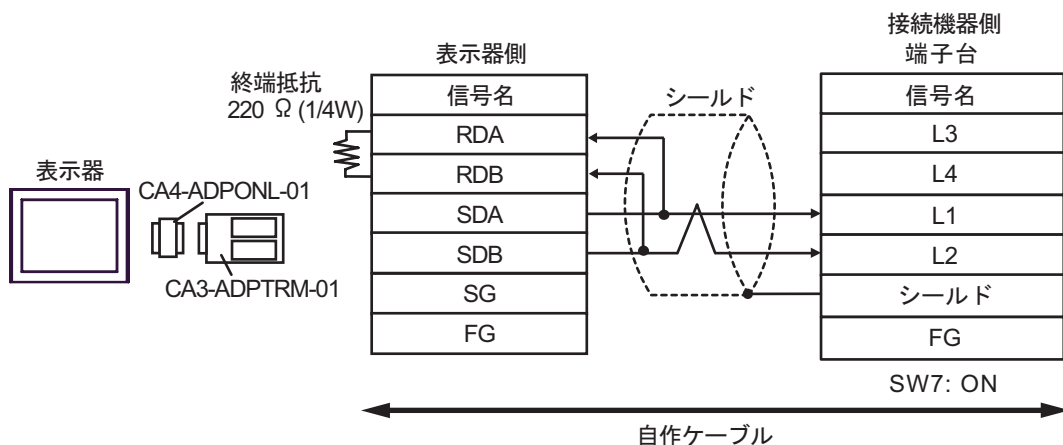 接続機器側
端子台
表示器側
終端抵抗
220 Ω (1/4W)
信号名
RDA
RDB
SDA
SDB
SG
FG
シールド
信号名
L3
L4
L1
L2
シールド
FG
表示器
CA4-ADPONL-01
CA3-ADPTRM-01
SW7: ON
自作ケーブル